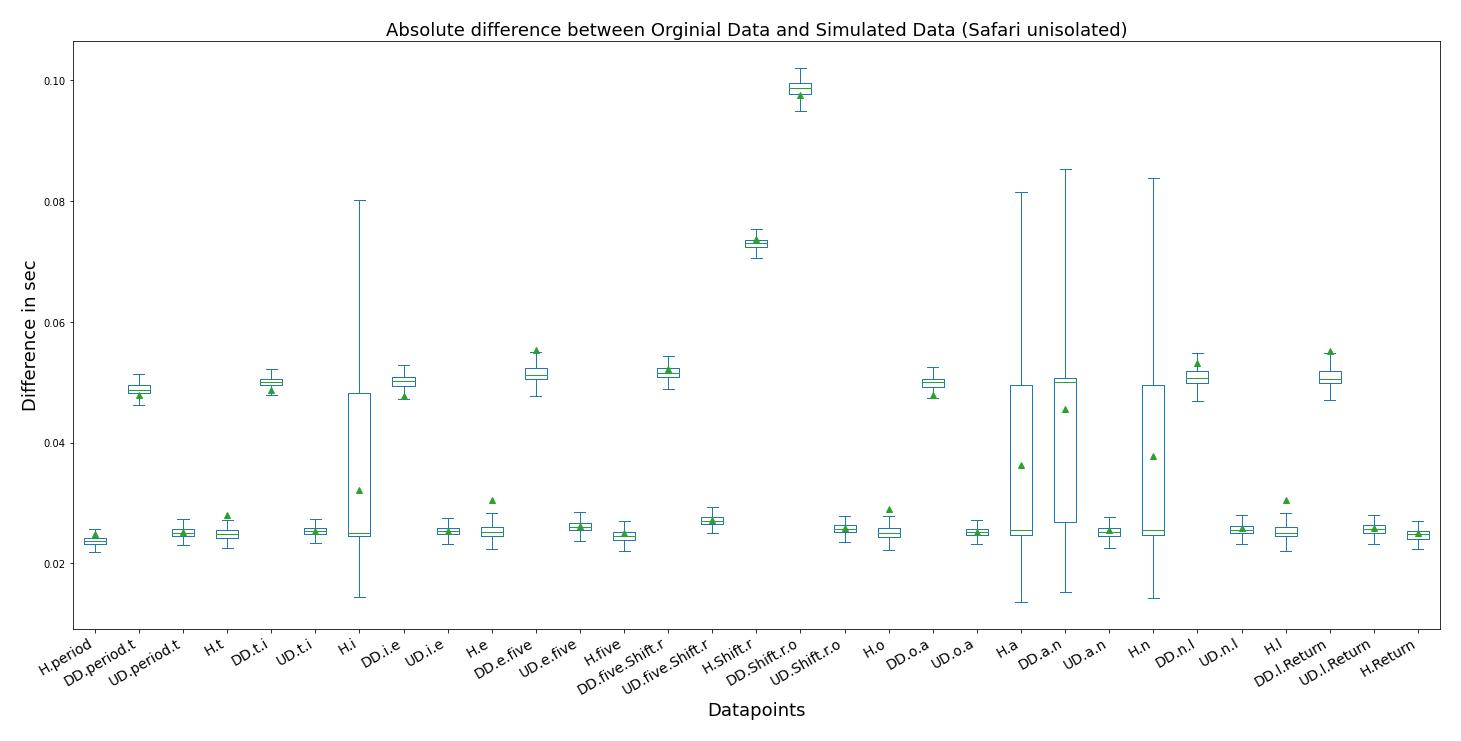 Absolute difference between Orginial Data and Simulated Data (Safari unisolated)
Difference in sec
0.10
0.08
0.06
0.04
0.02
H.period
DD.period.t
UD.period.t
H.t
DD.t.i
UD.t.i
H.i
DD.i.e
UD.i.e
H.e
DD.e.five
UD.e.five
H.five
DD.five.Shift.r
UD.five.Shift.r
H.Shift.r
DD.Shift.r.o
UD.Shift.r.o
H.o
DD.o.a
UD.o.a
H.a
DD.a.n
UD.a.n
H.n
DD.n.l
UD.n.l
H.l
DD.l.Return
UD.l.Return
H.Return
Datapoints